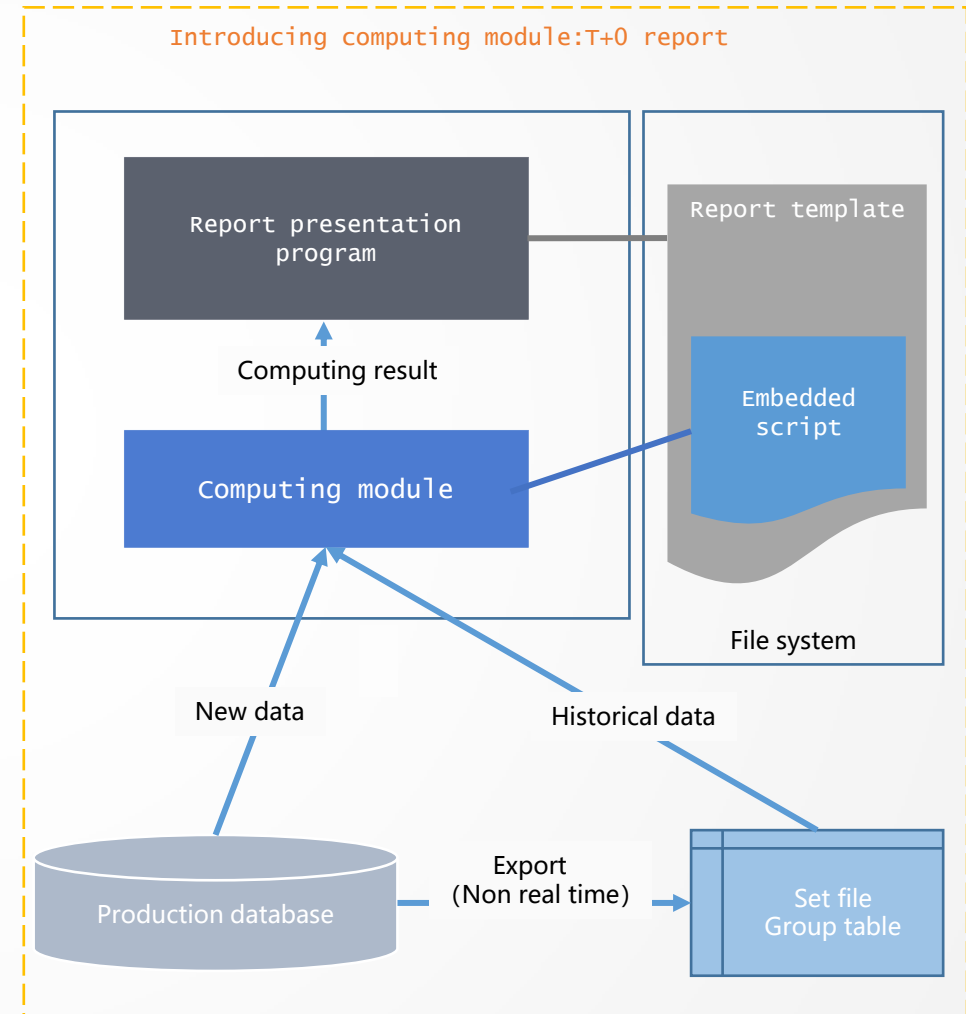 Introducing computing module:T+0 report
Report presentation
program
Report template
Computing result
Embedded
script
Computing module
File system
New data
Historical data
Export
(Non real time)
Production database
Set file
Group table